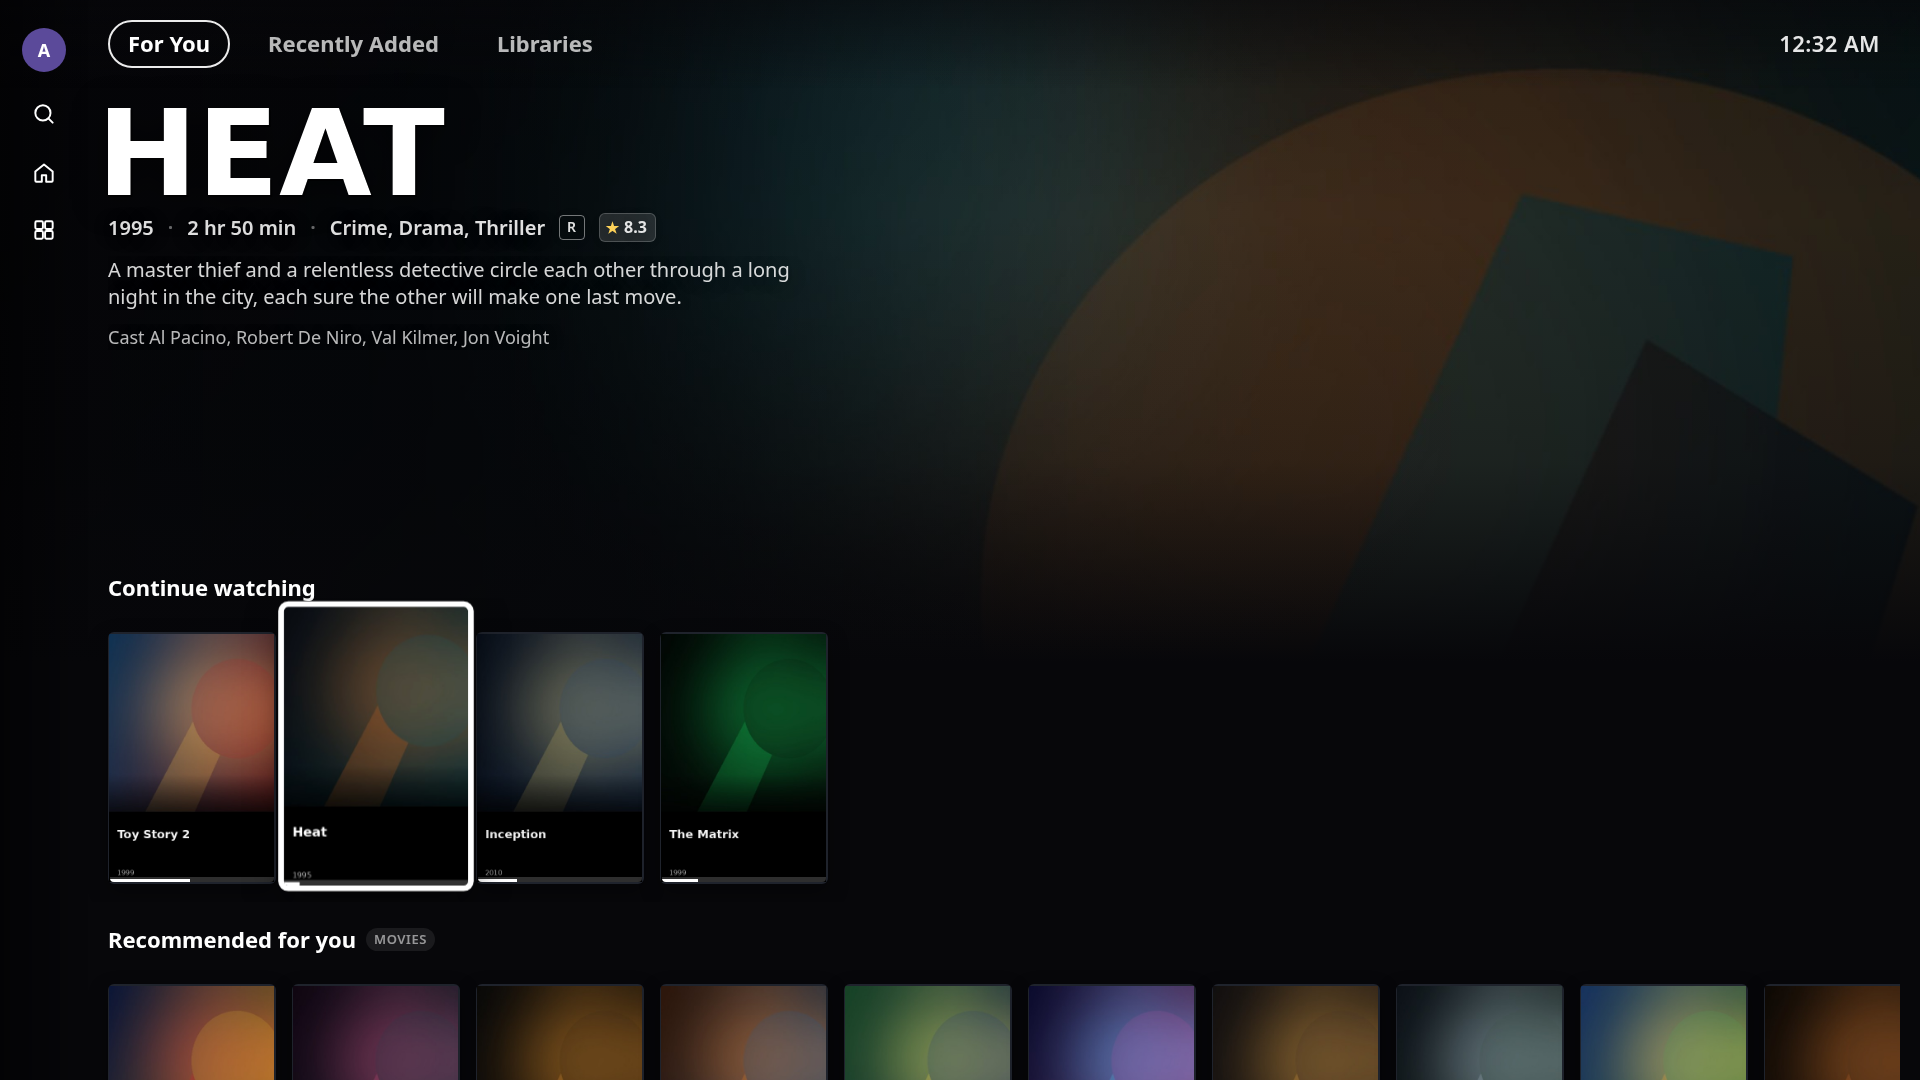 A
For You
Recently Added
Libraries
12:32 AM
HEAT
1995 · 2 hr 50 min · Crime, Drama, Thriller R ★ 8.3
A master thief and a relentless detective circle each other through a long
night in the city, each sure the other will make one last move.
Cast Al Pacino, Robert De Niro, Val Kilmer, Jon Voight
Continue watching
Toy Story 2
1999
Heat
1995
Inception
2010
The Matrix
1999
Recommended for you MOVIES